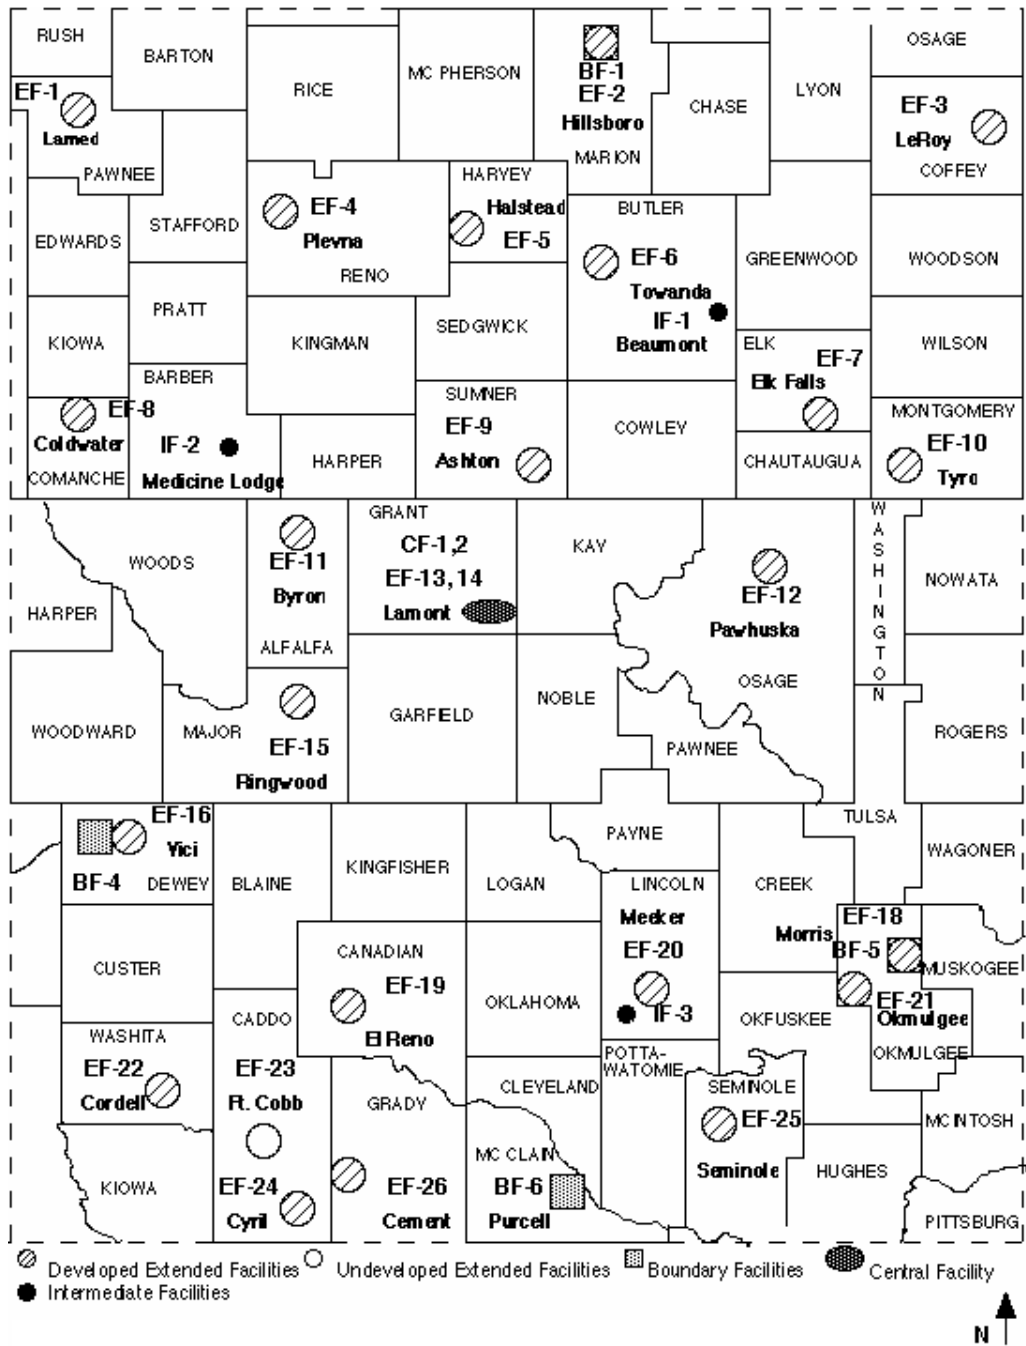 RUSH
BARTON
RICE
MC PHERSON
BF-1
EF-2
Hillsboro
MARION
CHASE
LYON
OSAGE
EF-1
Larned
PAWNEE
EF-3
LeRoy
COFFEY
EDWARDS
STAFFORD
EF-4
Plevna
RENO
HARVEY
Halstead
EF-5
BUTLER
EF-6
Towanda
IF-1
Beaumont
GREENWOOD
WOODSON
KIOWA
PRATT
KINGMAN
SEDGWICK
ELK
EF-7
Elk Falls
WILSON
BARBER
EF-8
Coldwater
COMANCHE
IF-2
Medicine Lodge
HARPER
SUMNER
EF-9
Ashton
COWLEY
CHAUTAUGUA
MONTGOMERY
EF-10
Tyro
WOODS
HARPER
EF-11
Byron
ALFALFA
GRANT
CF-1,2
EF-13,14
Lamont
KAY
EF-12
Pawhuska
OSAGE
WASHINGTON
NOWATA
WOODWARD
MAJOR
EF-15
Ringwood
GARFIELD
NOBLE
PAWNEE
ROGERS
EF-16
Vici
BF-4
DEWEY
BLAINE
KINGFISHER
LOGAN
PAYNE
LINCOLN
Meeker
EF-20
IF-3
CREEK
TULSA
WAGONER
CUSTER
CANADIAN
EF-19
El Reno
OKLAHOMA
Morris
EF-18
BF-5
MUSKOGEE
EF-21
Okmulgee
OKMULGEE
OKFUSKEE
WASHITA
EF-22
Cordell
CADDO
EF-23
Ft. Cobb
GRADY
CLEVELAND
POTTA-
WATOMIE
SEMINOLE
EF-25
Seminole
MC INTOSH
KIOWA
EF-24
Cyril
EF-26
Cement
MC CLAIN
BF-6
Purcell
HUGHES
PITTSBURG
Developed Extended Facilities
Undeveloped Extended Facilities
Boundary Facilities
Central Facility
Intermediate Facilities
N